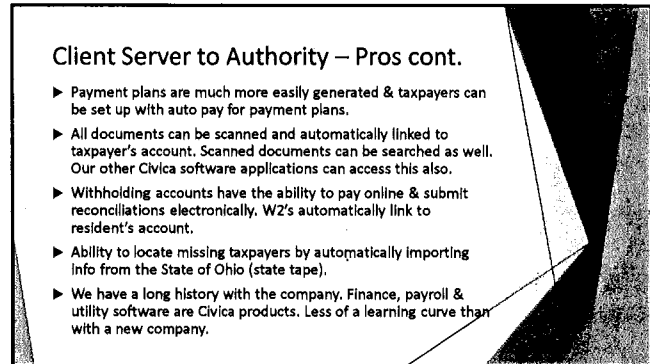 Client Server to Authority – Pros cont.
▶ Payment plans are much more easily generated & taxpayers can
be set up with auto pay for payment plans.
▶ All documents can be scanned and automatically linked to
taxpayer's account. Scanned documents can be searched as well.
Our other Civica software applications can access this also.
▶ Withholding accounts have the ability to pay online & submit
reconciliations electronically. W2's automatically link to
resident's account.
▶ Ability to locate missing taxpayers by automatically importing
info from the State of Ohio (state tape).
▶ We have a long history with the company. Finance, payroll &
utility software are Civica products. Less of a learning curve than
with a new company.